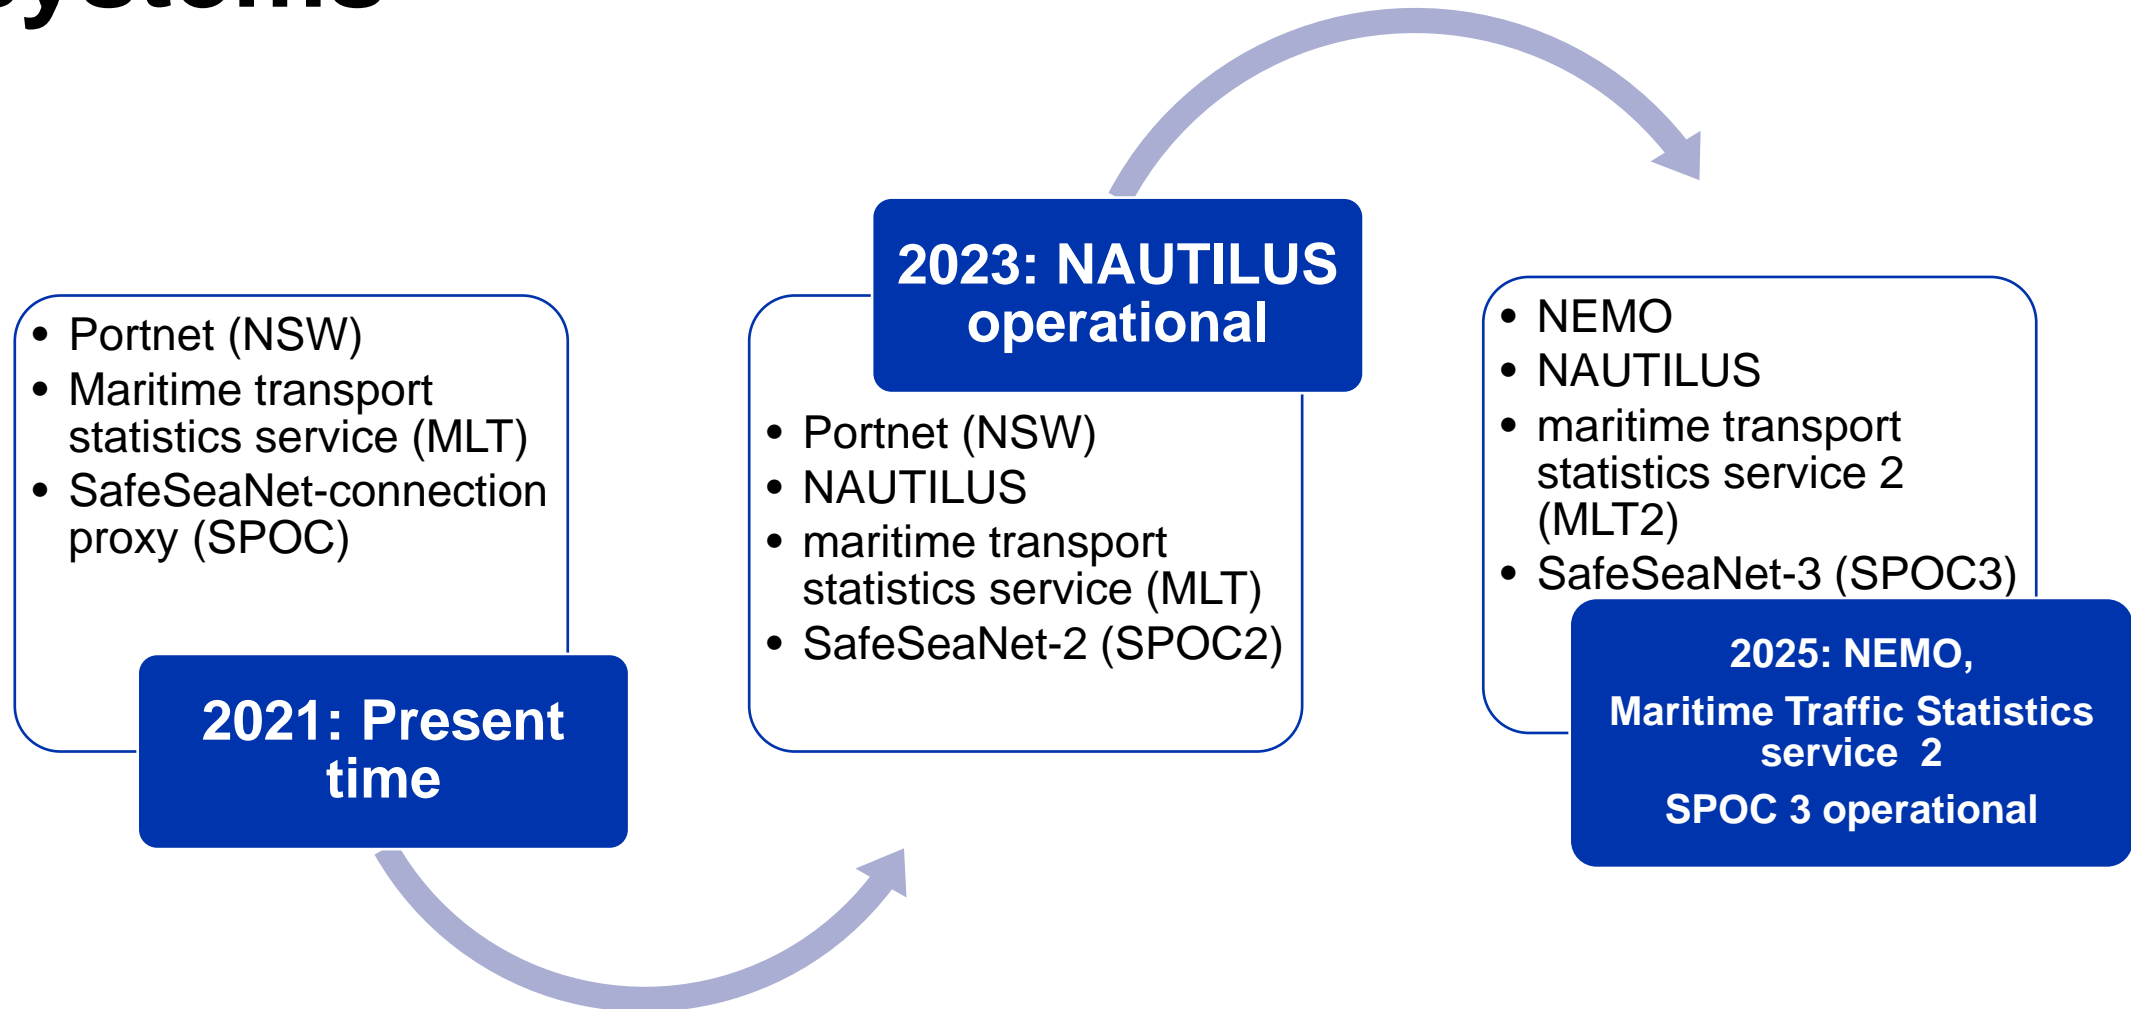 • Portnet (NSW)
• Maritime transport
statistics service (MLT)
• SafeSeaNet-connection
proxy (SPOC)
2021: Present
time
2023: NAUTILUS
operational
• Portnet (NSW)
• NAUTILUS
• maritime transport
statistics service (MLT)
• SafeSeaNet-2 (SPOC2)
• NEMO
• NAUTILUS
• maritime transport
statistics service 2
(MLT2)
• SafeSeaNet-3 (SPOC3)
2025: NEMO,
Maritime Traffic Statistics
service 2
SPOC 3 operational